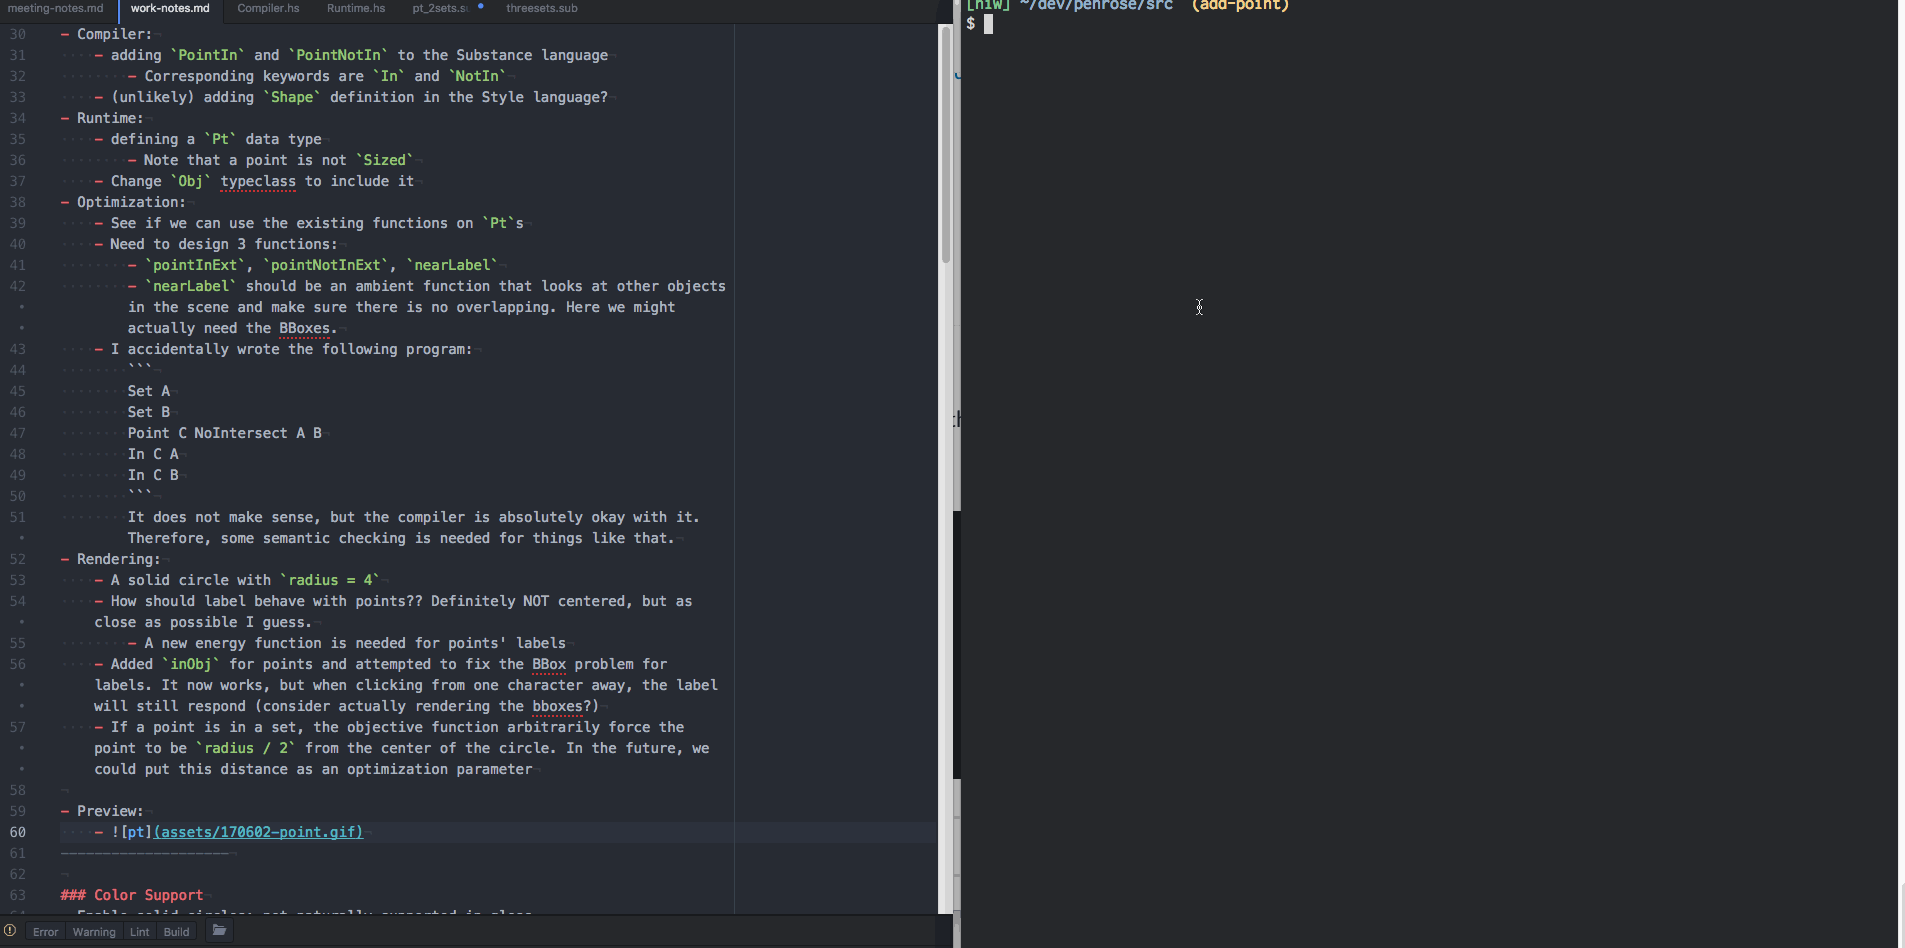 meeting-notes.md work-notes.md Compiler.hs Runtime.hs pt_2sets.su threesets.sub
30 - Compiler:
31 - adding `PointIn` and `PointNotIn` to the Substance language
32 - Corresponding keywords are `In` and `NotIn`
33 - (unlikely) adding `Shape` definition in the Style language?
34 - Runtime:
35 - defining a `Pt` data type
36 - Note that a point is not `Sized`
37 - Change `Obj` typeclass to include it
38 - Optimization:
39 - See if we can use the existing functions on `Pt`s
40 - Need to design 3 functions:
41 - `pointInExt`, `pointNotInExt`, `nearLabel`
42 - `nearLabel` should be an ambient function that looks at other objects
in the scene and make sure there is no overlapping. Here we might
actually need the BBoxes.
43 - I accidentally wrote the following program:
44 ```
45 Set A
46 Set B
47 Point C NoIntersect A B
48 In C A
49 In C B
50 ```
51 It does not make sense, but the compiler is absolutely okay with it.
Therefore, some semantic checking is needed for things like that.
52 - Rendering:
53 - A solid circle with `radius = 4`
54 - How should label behave with points?? Definitely NOT centered, but as
close as possible I guess.
55 - A new energy function is needed for points' labels
56 - Added `inObj` for points and attempted to fix the BBox problem for
labels. It now works, but when clicking from one character away, the label
will still respond (consider actually rendering the bboxes?)
57 - If a point is in a set, the objective function arbitrarily force the
point to be `radius / 2` from the center of the circle. In the future, we
could put this distance as an optimization parameter
58
59 - Preview:
60 - ![pt](assets/170602-point.gif)
61 --------------------
62
63 ### Color Support
Error Warning Lint Build
[niw] ~/dev/penrose/src (add-point)
$